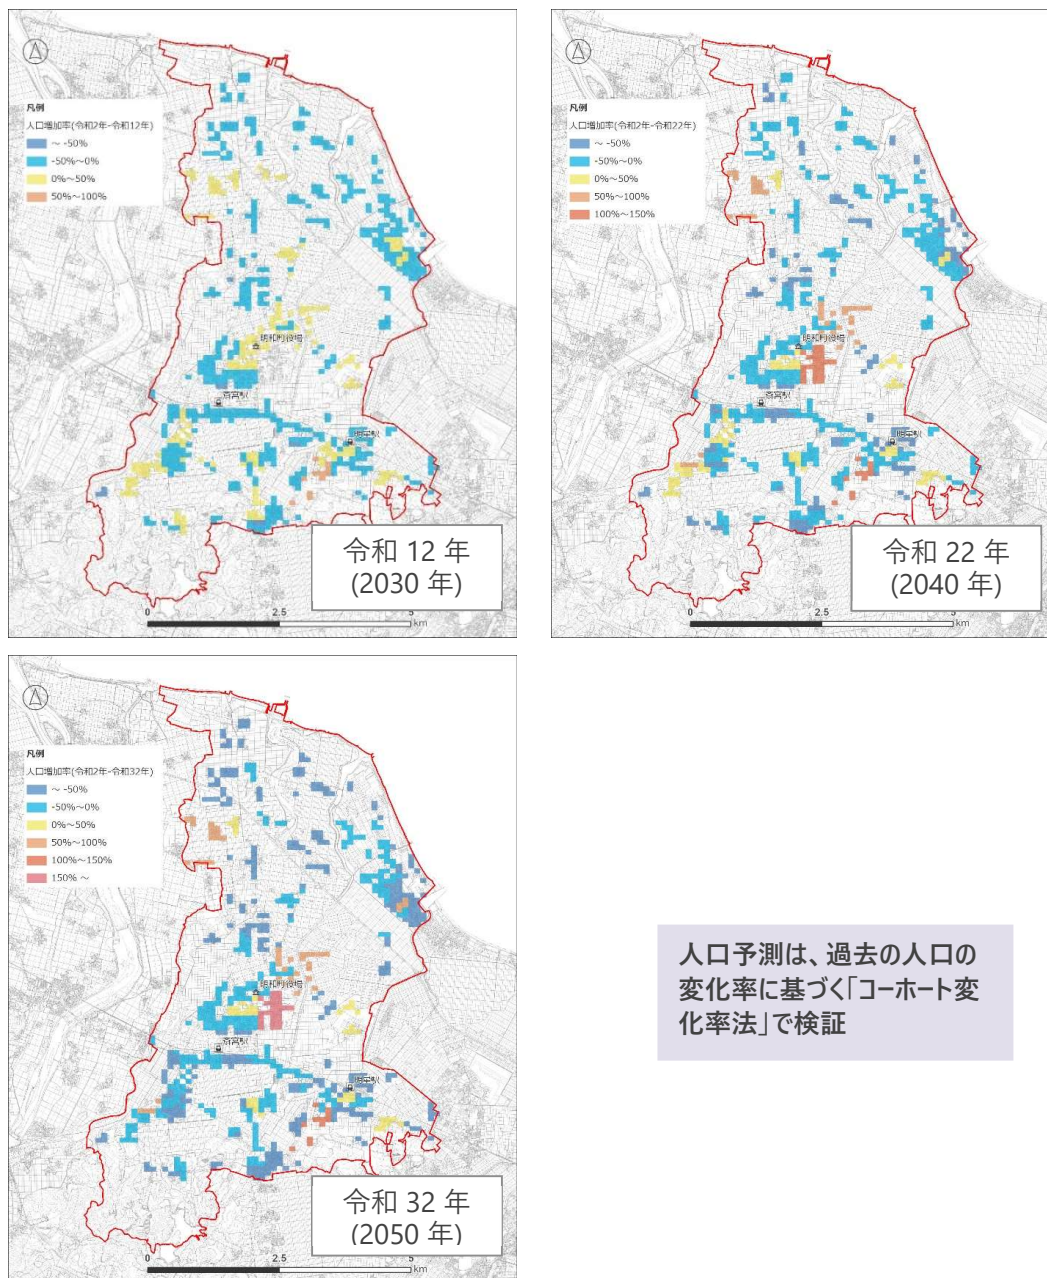 凡例
人口増加率(令和2年-令和12年)
～ -50%
-50%～0%
0%～50%
50%～100%
明和町役場
斎宮駅
明星駅
令和 12 年
(2030 年)
0
2.5
5
km
凡例
人口増加率(令和2年-令和22年)
～ -50%
-50%～0%
0%～50%
50%～100%
100%～150%
明和町役場
斎宮駅
明星駅
令和 22 年
(2040 年)
0
2.5
5
km
凡例
人口増加率(令和2年-令和32年)
～ -50%
-50%～0%
0%～50%
50%～100%
100%～150%
150% ～
明和町役場
斎宮駅
明星駅
令和 32 年
(2050 年)
0
2.5
5
km
人口予測は、過去の人口の
変化率に基づく「コーホート変
化率法」で検証